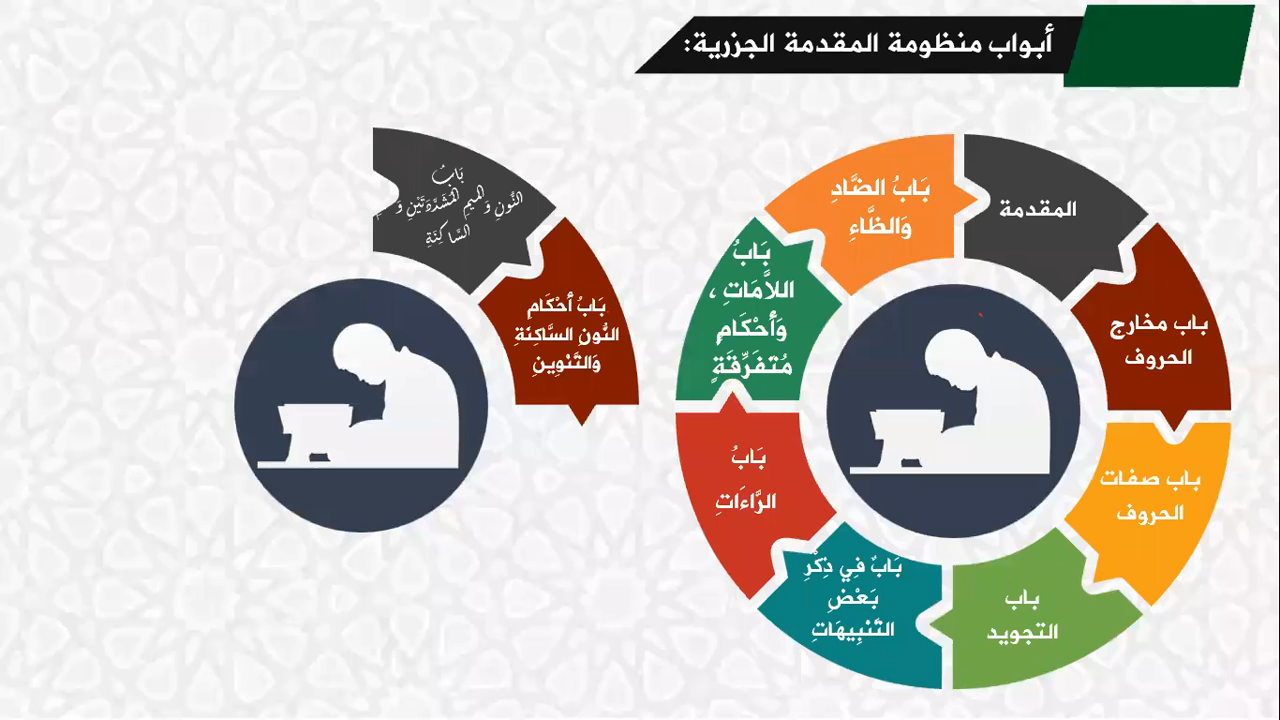 أبواب منظومة المقدمة الجزرية:
المقدمة
باب مخارج
الحروف
باب صفات
الحروف
باب
التجويد
بَابٌ فِي ذِكْرِ
بَعْضِ
التَّنبِيهَاتِ
بَابُ
الرَّاءَاتِ
بَابُ
اللاَّمَاتِ ،
وَأَحْكَامٍ
مُتَفَرِّقَةٍ
بَابُ الضَّادِ
وَالظَّاءِ
بَابُ
النُّونِ وَالمِيمِ المُشَدَّدَتَيْنِ وَ
السَّاكِنَةِ
بَابُ أَحْكَامِ
النُّونِ السَّاكِنَةِ
وَالتَّنْوِينِ